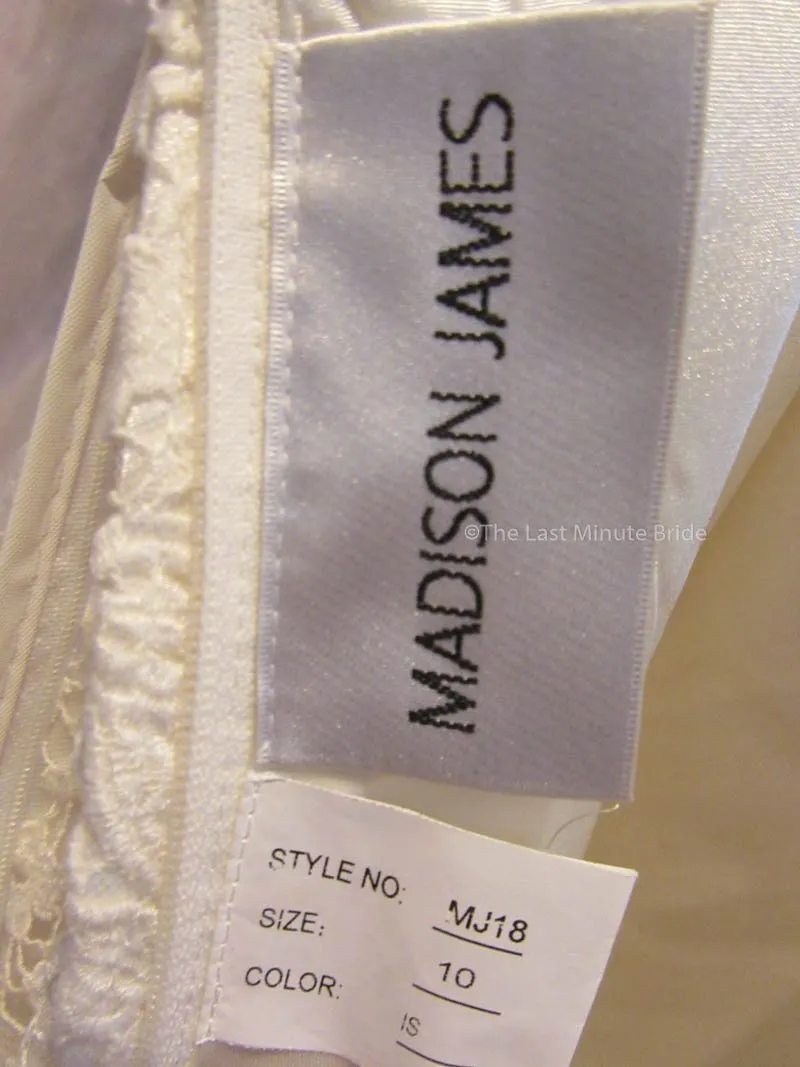 MADISON JAMES
©The Last Minute Bride
STYLE NO: MJ18
SIZE: 10
COLOR: IS